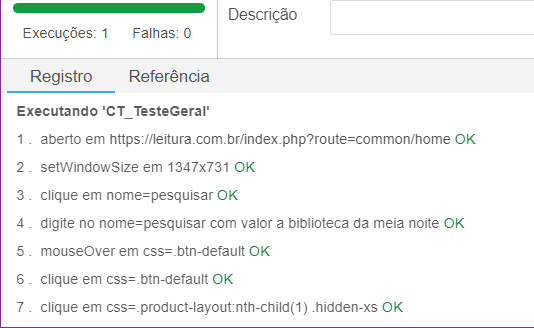 Execuções: 1 Falhas: 0
Descrição
Registro Referência
Executando 'CT_TesteGeral'
1 . aberto em https://leitura.com.br/index.php?route=common/home OK
2 . setWindowSize em 1347x731 OK
3 . clique em nome=pesquisar OK
4 . digite no nome=pesquisar com valor a biblioteca da meia noite OK
5 . mouseOver em css=.btn-default OK
6 . clique em css=.btn-default OK
7 . clique em css=.product-layout:nth-child(1) .hidden-xs OK